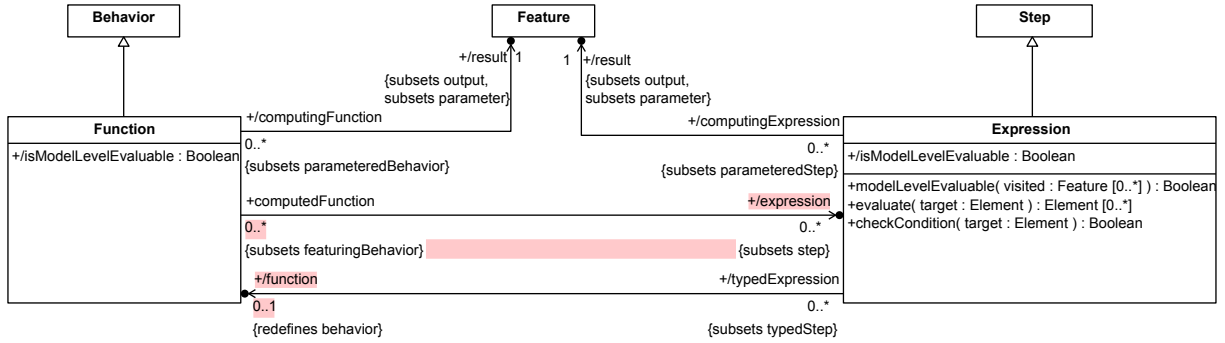 Behavior
Feature
Step
+/result 1
1 +/result
{subsets output,
subsets parameter}
{subsets output,
subsets parameter}
Function
+/isModelLevelEvaluable : Boolean
+/computingFunction
0..*
{subsets parameteredBehavior}
+/computingExpression
0..*
{subsets parameteredStep}
Expression
+/isModelLevelEvaluable : Boolean
+modelLevelEvaluable( visited : Feature [0..*] ) : Boolean
+evaluate( target : Element ) : Element [0..*]
+checkCondition( target : Element ) : Boolean
+computedFunction
0..*
{subsets featuringBehavior}
+/expression
0..*
{subsets step}
+/function
0..1
{redefines behavior}
+/typedExpression
0..*
{subsets typedStep}